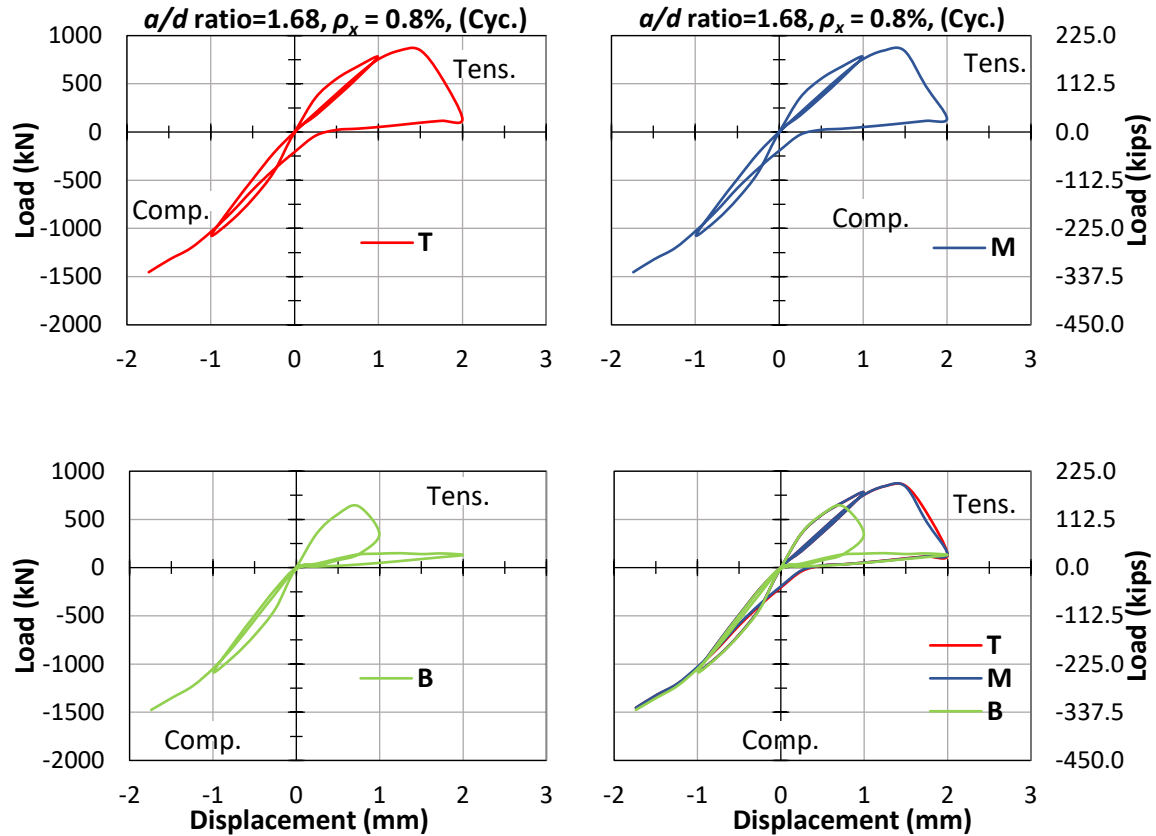 a/d ratio=1.68, ρx = 0.8%, (Cyc.)
a/d ratio=1.68, ρx = 0.8%, (Cyc.)
1000
500
0
-500
-1000
-1500
-2000
Load (kN)
Tens.
Comp.
T
-2 -1 0 1 2 3
225.0
112.5
0.0
-112.5
-225.0
-337.5
-450.0
Load (kips)
Tens.
Comp.
M
-2 -1 0 1 2 3
1000
500
0
-500
-1000
-1500
-2000
Load (kN)
Tens.
B
Comp.
-2 -1 0 1 2 3
Displacement (mm)
225.0
112.5
0.0
-112.5
-225.0
-337.5
-450.0
Load (kips)
Tens.
T
M
B
Comp.
-2 -1 0 1 2 3
Displacement (mm)